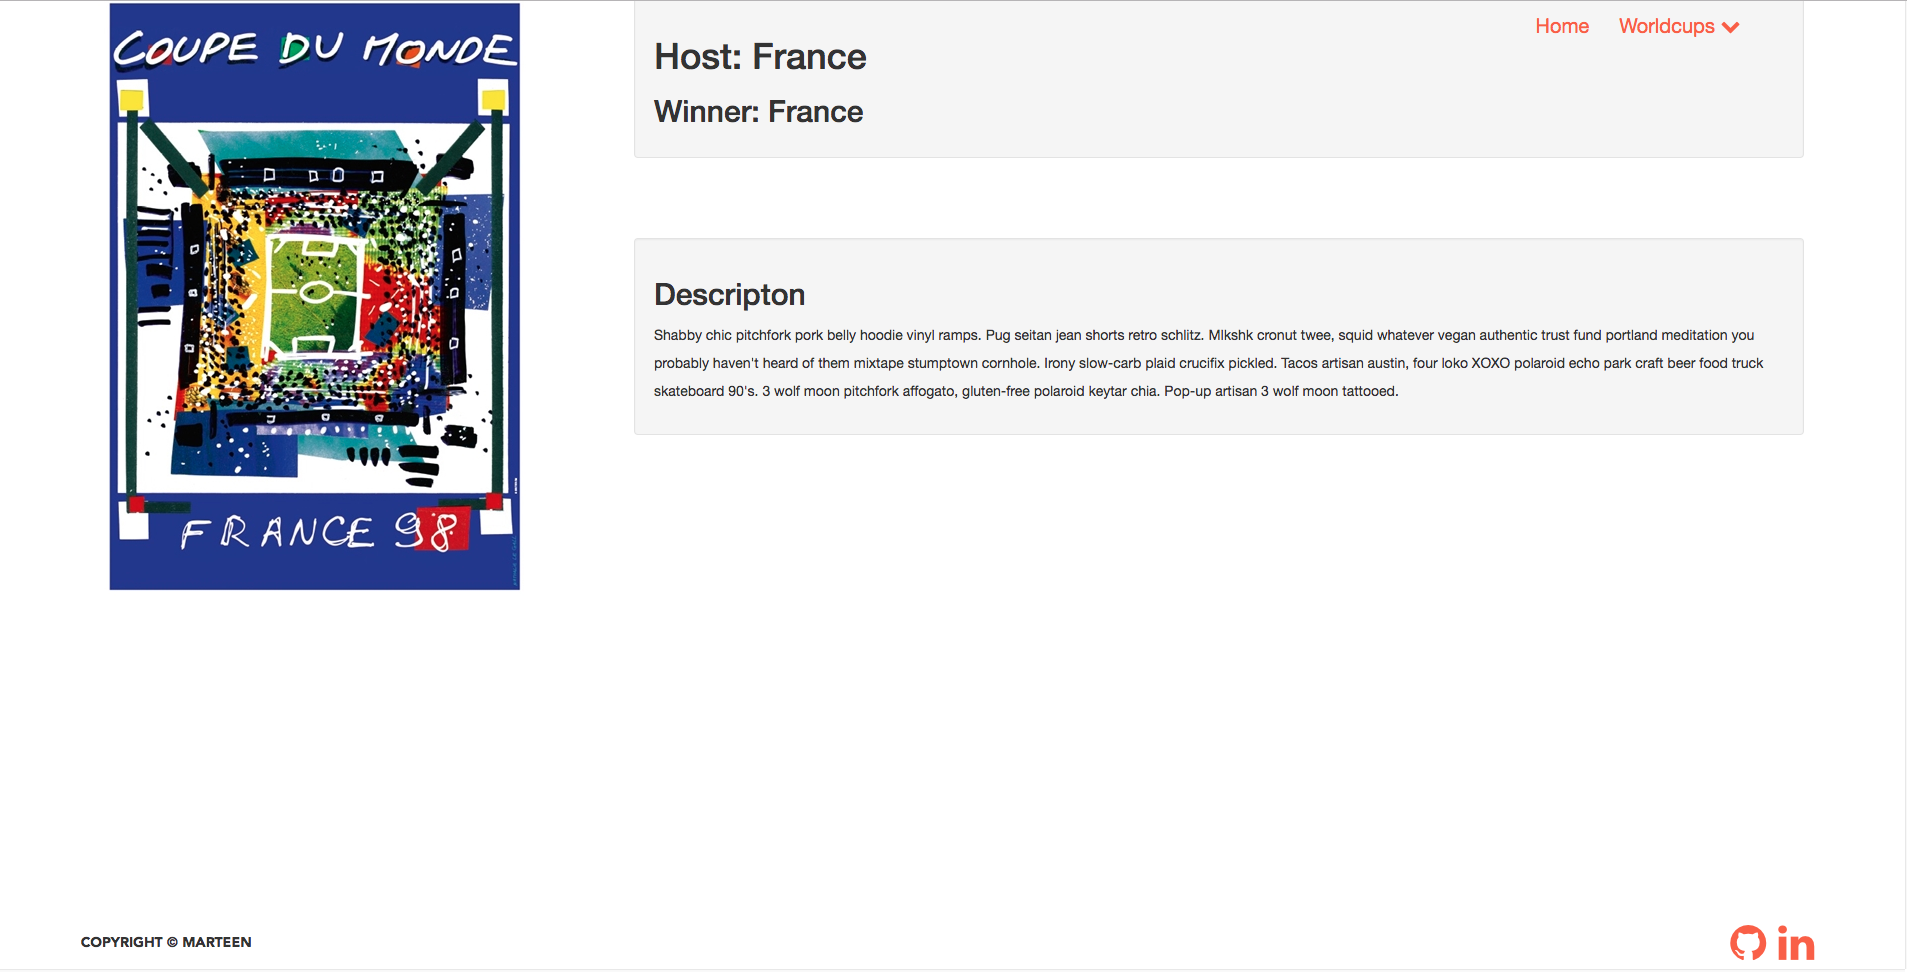 COUPE DU MONDE
FRANCE 98
Home Worldcups
Host: France
Winner: France
Descripton
Shabby chic pitchfork pork belly hoodie vinyl ramps. Pug seitan jean shorts retro schlitz. Mlkshk cronut twee, squid whatever vegan authentic trust fund portland meditation you
probably haven't heard of them mixtape stumptown cornhole. Irony slow-carb plaid crucifix pickled. Tacos artisan austin, four loko XOXO polaroid echo park craft beer food truck
skateboard 90's. 3 wolf moon pitchfork affogato, gluten-free polaroid keytar chia. Pop-up artisan 3 wolf moon tattooed.
COPYRIGHT © MARTEEN
in